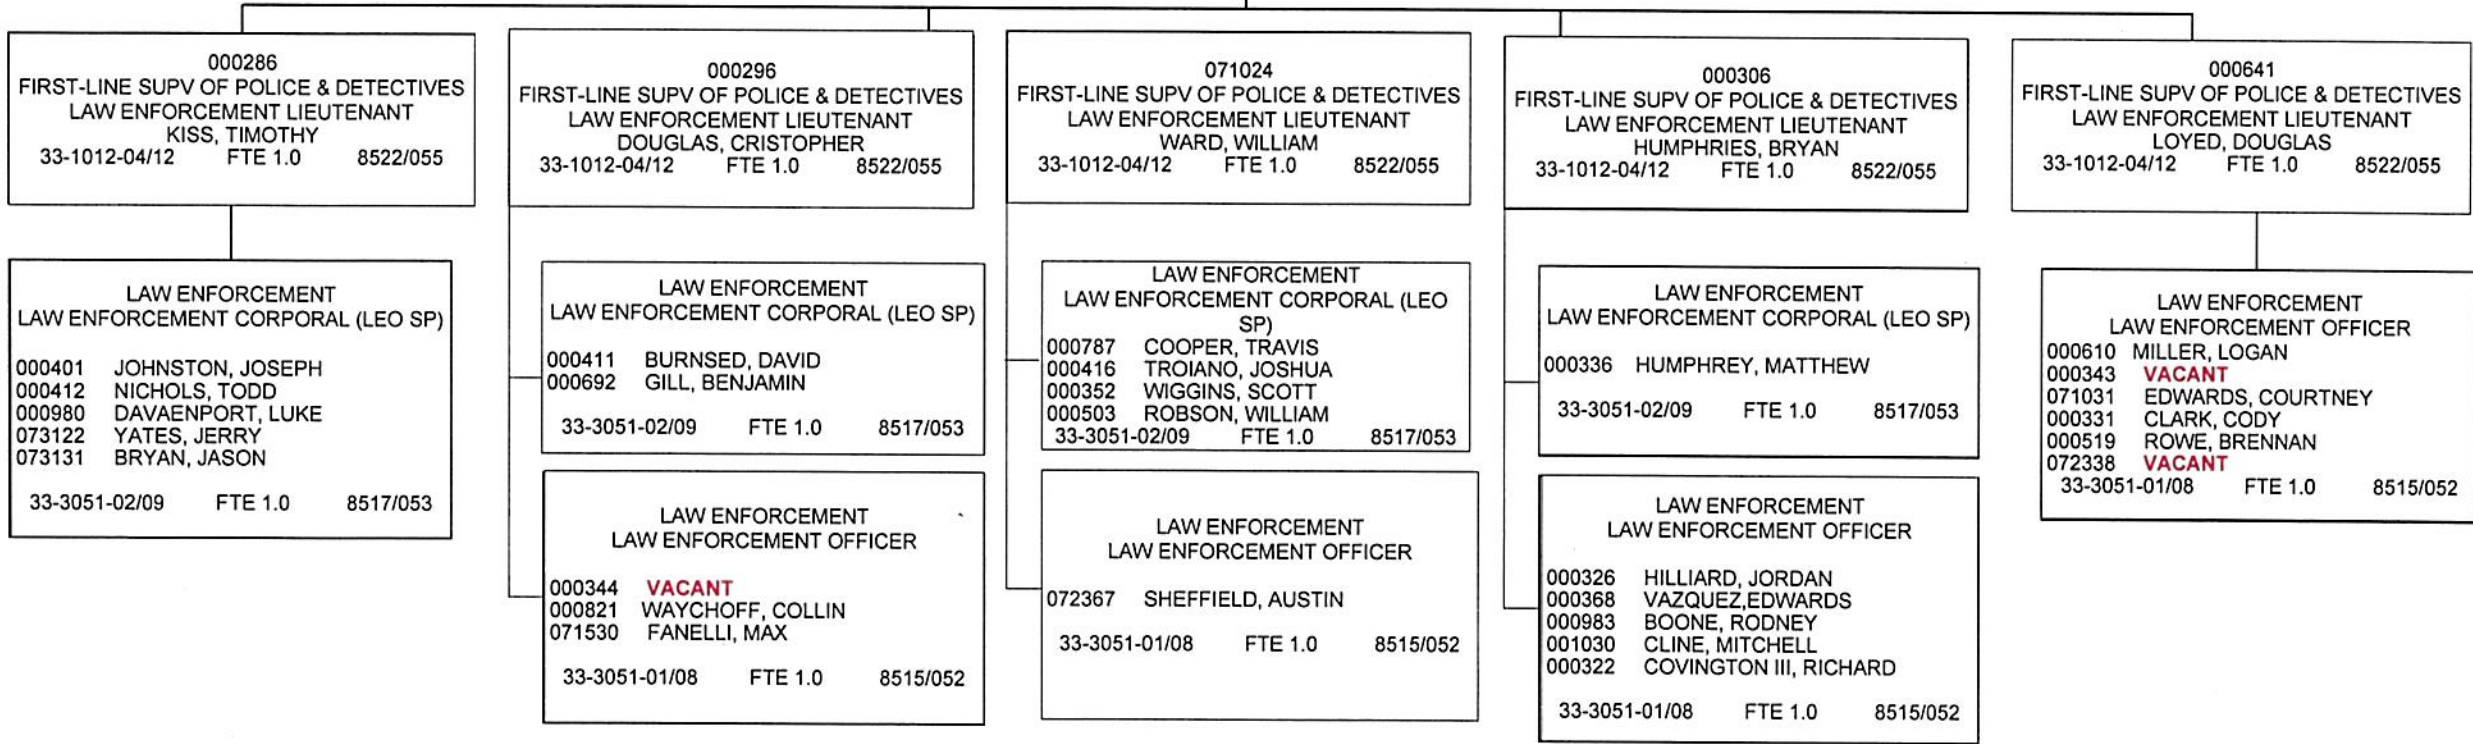 000286
FIRST-LINE SUPV OF POLICE & DETECTIVES
LAW ENFORCEMENT LIEUTENANT
KISS, TIMOTHY
33-1012-04/12 FTE 1.0 8522/055
LAW ENFORCEMENT
LAW ENFORCEMENT CORPORAL (LEO SP)
000401 JOHNSTON, JOSEPH
000412 NICHOLS, TODD
000980 DAVAENPORT, LUKE
073122 YATES, JERRY
073131 BRYAN, JASON
33-3051-02/09 FTE 1.0 8517/053
000296
FIRST-LINE SUPV OF POLICE & DETECTIVES
LAW ENFORCEMENT LIEUTENANT
DOUGLAS, CRISTOPHER
33-1012-04/12 FTE 1.0 8522/055
LAW ENFORCEMENT
LAW ENFORCEMENT CORPORAL (LEO SP)
000411 BURNSED, DAVID
000692 GILL, BENJAMIN
33-3051-02/09 FTE 1.0 8517/053
LAW ENFORCEMENT
LAW ENFORCEMENT OFFICER
000344 VACANT
000821 WAYCHOFF, COLLIN
071530 FANELLI, MAX
33-3051-01/08 FTE 1.0 8515/052
071024
FIRST-LINE SUPV OF POLICE & DETECTIVES
LAW ENFORCEMENT LIEUTENANT
WARD, WILLIAM
33-1012-04/12 FTE 1.0 8522/055
LAW ENFORCEMENT
LAW ENFORCEMENT CORPORAL (LEO
SP)
000787 COOPER, TRAVIS
000416 TROIANO, JOSHUA
000352 WIGGINS, SCOTT
000503 ROBSON, WILLIAM
33-3051-02/09 FTE 1.0 8517/053
LAW ENFORCEMENT
LAW ENFORCEMENT OFFICER
072367 SHEFFIELD, AUSTIN
33-3051-01/08 FTE 1.0 8515/052
000306
FIRST-LINE SUPV OF POLICE & DETECTIVES
LAW ENFORCEMENT LIEUTENANT
HUMPHRIES, BRYAN
33-1012-04/12 FTE 1.0 8522/055
LAW ENFORCEMENT
LAW ENFORCEMENT CORPORAL (LEO SP)
000336 HUMPHREY, MATTHEW
33-3051-02/09 FTE 1.0 8517/053
LAW ENFORCEMENT
LAW ENFORCEMENT OFFICER
000326 HILLIARD, JORDAN
000368 VAZQUEZ,EDWARDS
000983 BOONE, RODNEY
001030 CLINE, MITCHELL
000322 COVINGTON III, RICHARD
33-3051-01/08 FTE 1.0 8515/052
000641
FIRST-LINE SUPV OF POLICE & DETECTIVES
LAW ENFORCEMENT LIEUTENANT
LOYED, DOUGLAS
33-1012-04/12 FTE 1.0 8522/055
LAW ENFORCEMENT
LAW ENFORCEMENT OFFICER
000610 MILLER, LOGAN
000343 VACANT
071031 EDWARDS, COURTNEY
000331 CLARK, CODY
000519 ROWE, BRENNAN
072338 VACANT
33-3051-01/08 FTE 1.0 8515/052